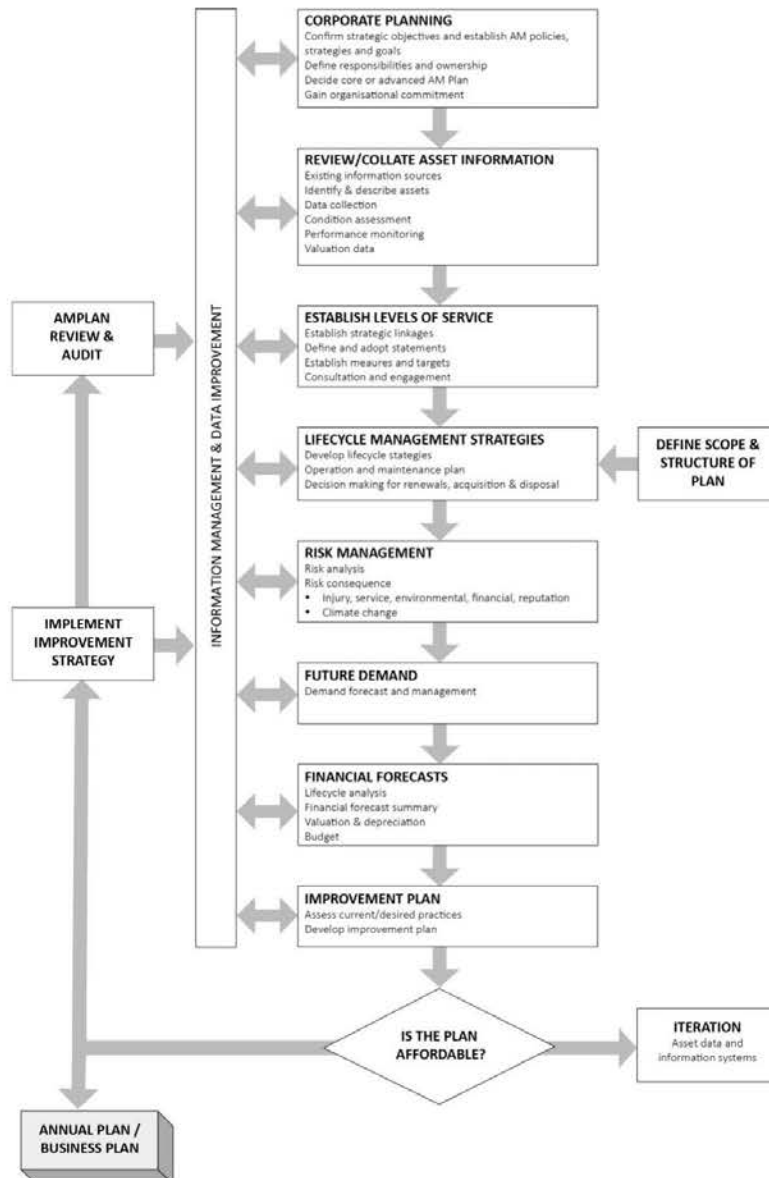 CORPORATE PLANNING
Confirm strategic objectives and establish AM policies,
strategies and goals
Define responsibilities and ownership
Decide core or advanced AM Plan
Gain organisational commitment
REVIEW/COLLATE ASSET INFORMATION
Existing information sources
Identify & describe assets
Data collection
Condition assessment
Performance monitoring
Valuation data
AMPLAN
REVIEW &
AUDIT
INFORMATION MANAGEMENT & DATA IMPROVEMENT
ESTABLISH LEVELS OF SERVICE
Establish strategic linkages
Define and adopt statements
Establish meaures and targets
Consultation and engagement
LIFECYCLE MANAGEMENT STRATEGIES
Develop lifecycle stategies
Operation and maintenance plan
Decision making for renewals, acquisition & disposal
DEFINE SCOPE &
STRUCTURE OF
PLAN
RISK MANAGEMENT
Risk analysis
Risk consequence
• Injury, service, environmental, financial, reputation
• Climate change
IMPLEMENT
IMPROVEMENT
STRATEGY
FUTURE DEMAND
Demand forecast and management
FINANCIAL FORECASTS
Lifecycle analysis
Financial forecast summary
Valuation & depreciation
Budget
IMPROVEMENT PLAN
Assess current/desired practices
Develop improvement plan
IS THE PLAN
AFFORDABLE?
ITERATION
Asset data and
information systems
ANNUAL PLAN /
BUSINESS PLAN